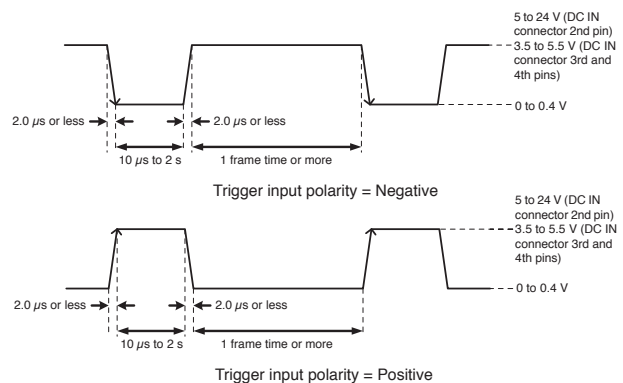 5 to 24 V (DC IN
connector 2nd pin)
3.5 to 5.5 V (DC IN
connector 3rd and
4th pins)
0 to 0.4 V
2.0 µs or less
2.0 µs or less
10 µs to 2 s
1 frame time or more
Trigger input polarity = Negative
5 to 24 V (DC IN
connector 2nd pin)
3.5 to 5.5 V (DC IN
connector 3rd and
4th pins)
0 to 0.4 V
2.0 µs or less
2.0 µs or less
10 µs to 2 s
1 frame time or more
Trigger input polarity = Positive